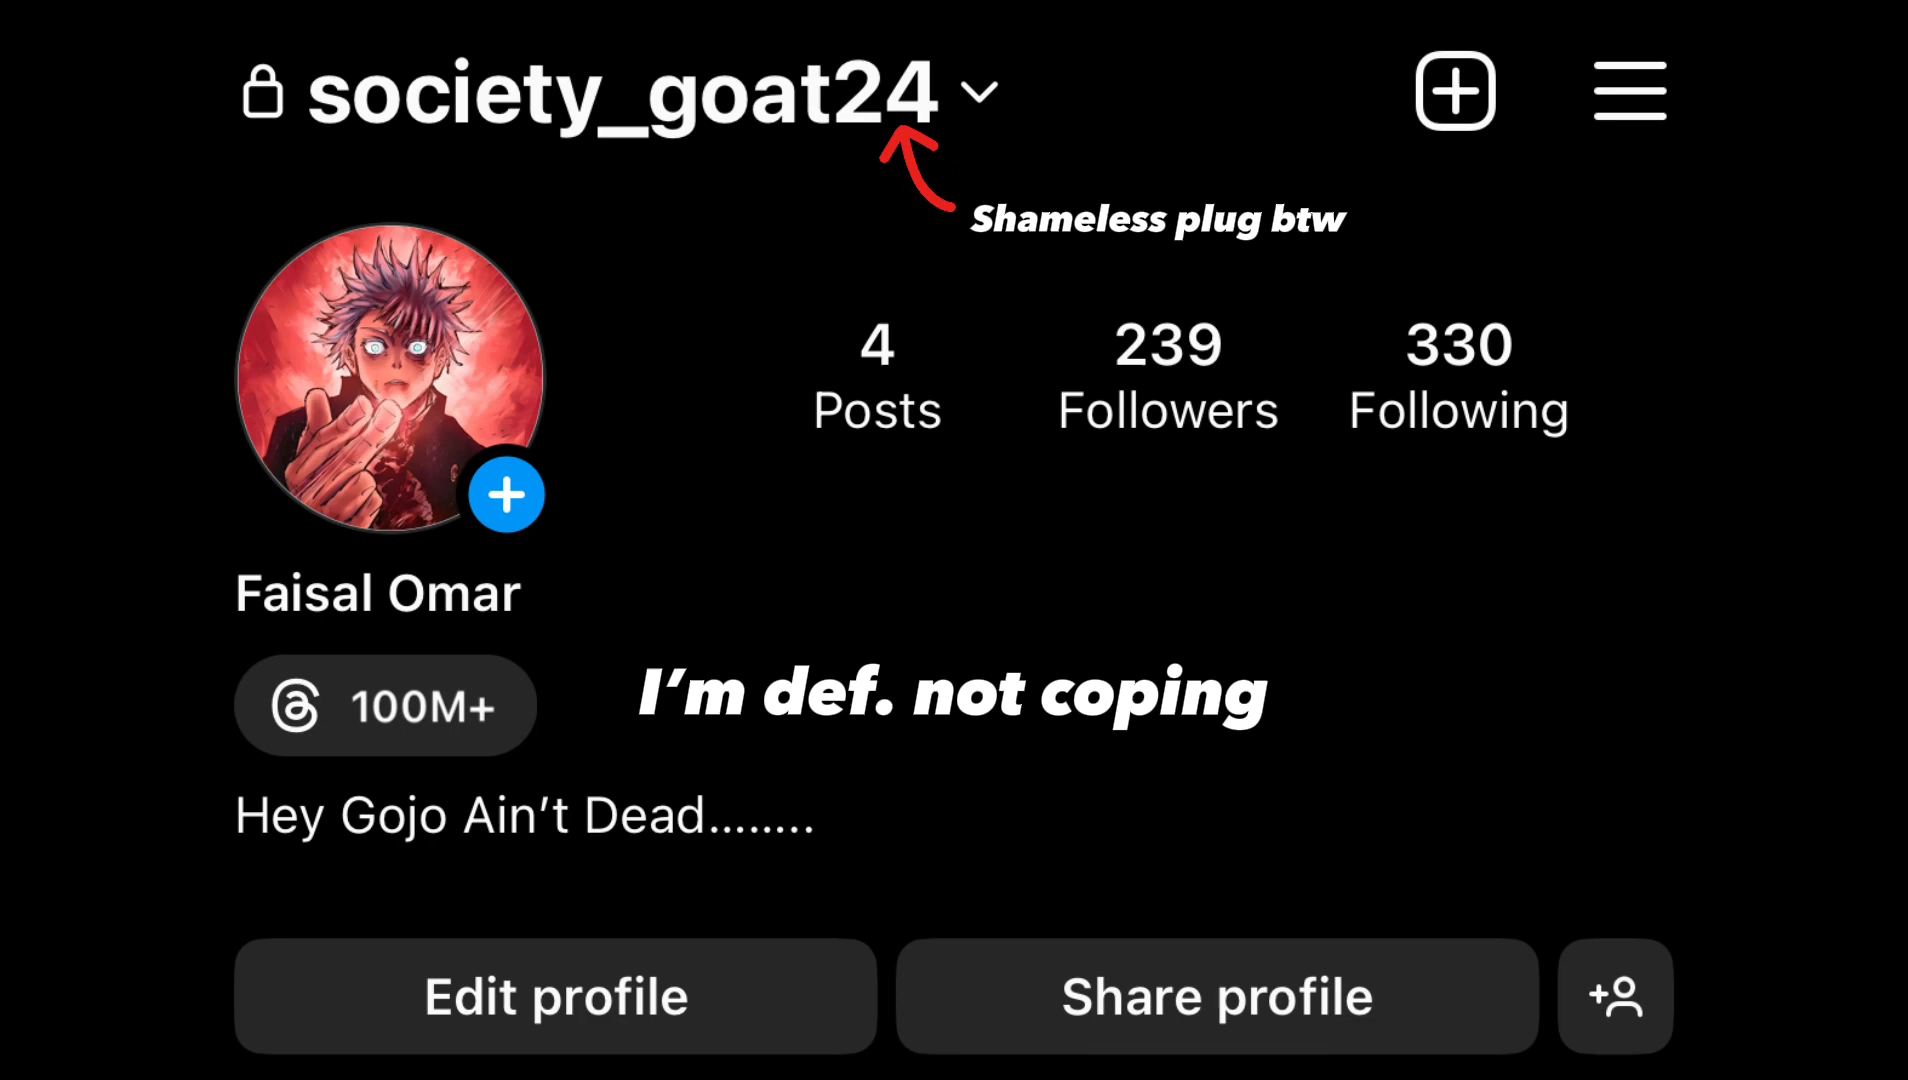 society_goat24
Shameless plug btw
4 239 330
Posts Followers Following
Faisal Omar
100M+
I'm def. not coping
Hey Gojo Ain't Dead........
Edit profile Share profile